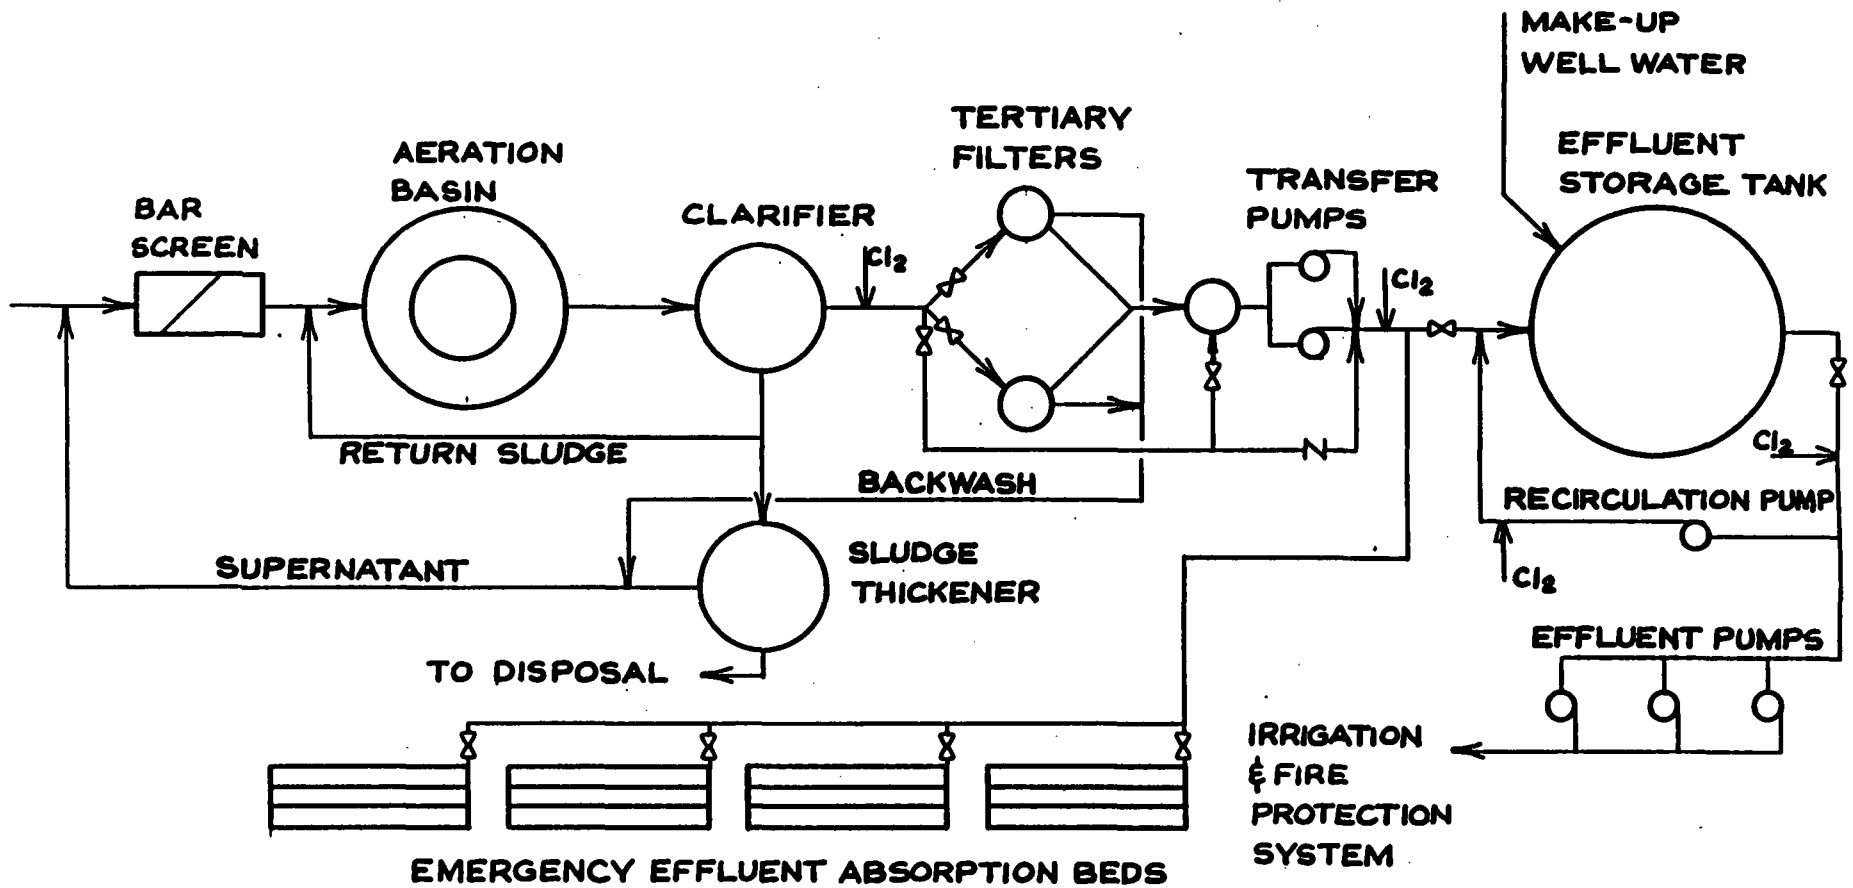 MAKE-UP
WELL WATER
TERTIARY
FILTERS
EFFLUENT
STORAGE TANK
AERATION
BASIN
TRANSFER
PUMPS
BAR
SCREEN
CLARIFIER
Cl2
Cl2
RETURN SLUDGE
Cl2
BACKWASH
RECIRCULATION PUMP
SUPERNATANT
SLUDGE
THICKENER
Cl2
EFFLUENT PUMPS
TO DISPOSAL
IRRIGATION
& FIRE
PROTECTION
SYSTEM
EMERGENCY EFFLUENT ABSORPTION BEDS